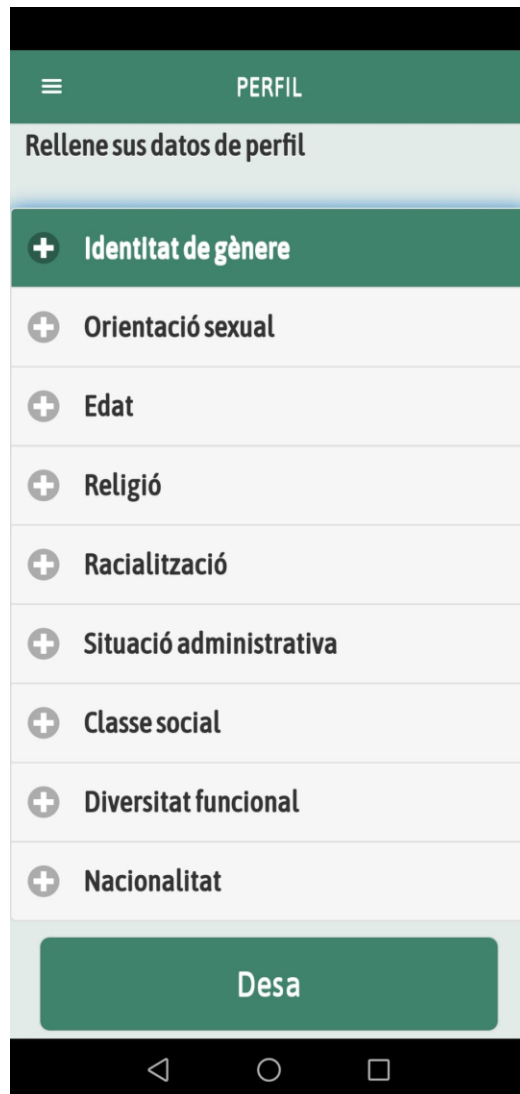 PERFIL
Rellene sus datos de perfil
Identitat de gènere
Orientació sexual
Edat
Religió
Racialització
Situació administrativa
Classe social
Diversitat funcional
Nacionalitat
Desa